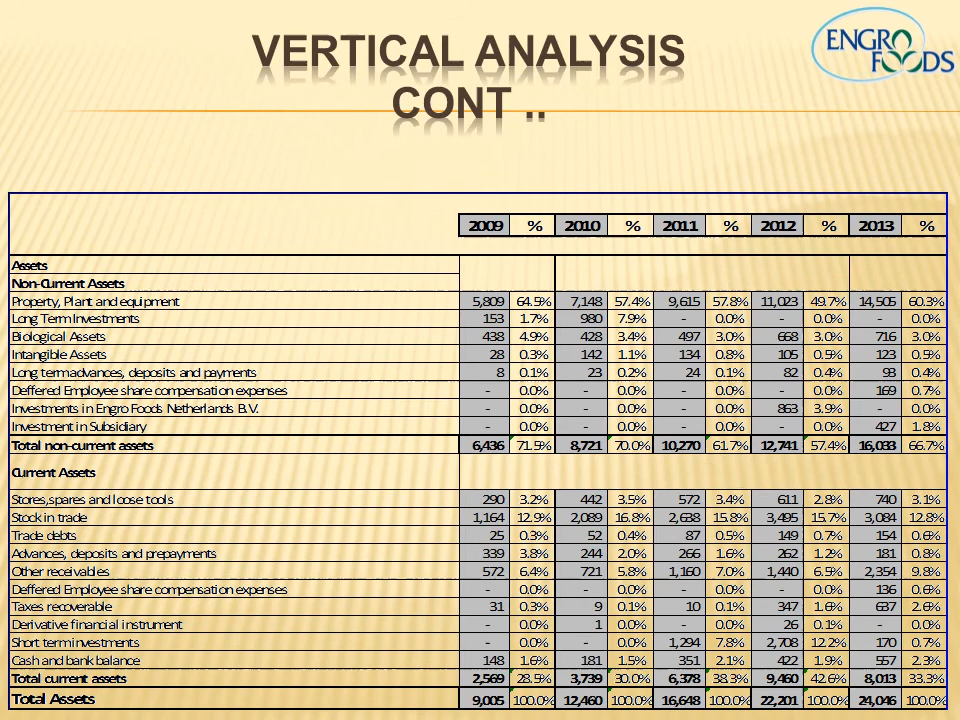 VERTICAL ANALYSIS
CONT ..
ENGRO
FOODS
2009 % 2010 % 2011 % 2012 % 2013 %
Assets
Non-Current Assets
Property, Plant and equipment 5,809 64.5% 7,148 57.4% 9,615 57.8% 11,023 49.7% 14,505 60.3%
Long Term Investments 153 1.7% 980 7.9% - 0.0% - 0.0% - 0.0%
Biological Assets 438 4.9% 428 3.4% 497 3.0% 668 3.0% 716 3.0%
Intangible Assets 28 0.3% 142 1.1% 134 0.8% 105 0.5% 123 0.5%
Long term advances, deposits and payments 8 0.1% 23 0.2% 24 0.1% 82 0.4% 93 0.4%
Deffered Employee share compensation expenses - 0.0% - 0.0% - 0.0% - 0.0% 169 0.7%
Investments in Engro Foods Netherlands B.V. - 0.0% - 0.0% - 0.0% 863 3.9% - 0.0%
Investment in Subsidiary - 0.0% - 0.0% - 0.0% - 0.0% 427 1.8%
Total non-current assets 6,436 71.5% 8,721 70.0% 10,270 61.7% 12,741 57.4% 16,033 66.7%
Current Assets
Stores,spares and loose tools 290 3.2% 442 3.5% 572 3.4% 611 2.8% 740 3.1%
Stock in trade 1,164 12.9% 2,089 16.8% 2,638 15.8% 3,495 15.7% 3,084 12.8%
Trade debts 25 0.3% 52 0.4% 87 0.5% 149 0.7% 154 0.6%
Advances, deposits and prepayments 339 3.8% 244 2.0% 266 1.6% 262 1.2% 181 0.8%
Other receivables 572 6.4% 721 5.8% 1,160 7.0% 1,440 6.5% 2,354 9.8%
Deffered Employee share compensation expenses - 0.0% - 0.0% - 0.0% - 0.0% 136 0.6%
Taxes recoverable 31 0.3% 9 0.1% 10 0.1% 347 1.6% 637 2.6%
Derivative financial instrument - 0.0% 1 0.0% - 0.0% 26 0.1% - 0.0%
Short term investments - 0.0% - 0.0% 1,294 7.8% 2,708 12.2% 170 0.7%
Cash and bank balance 148 1.6% 181 1.5% 351 2.1% 422 1.9% 557 2.3%
Total current assets 2,569 28.5% 3,739 30.0% 6,378 38.3% 9,460 42.6% 8,013 33.3%
Total Assets 9,005 100.0% 12,460 100.0% 16,648 100.0% 22,201 100.0% 24,046 100.0%